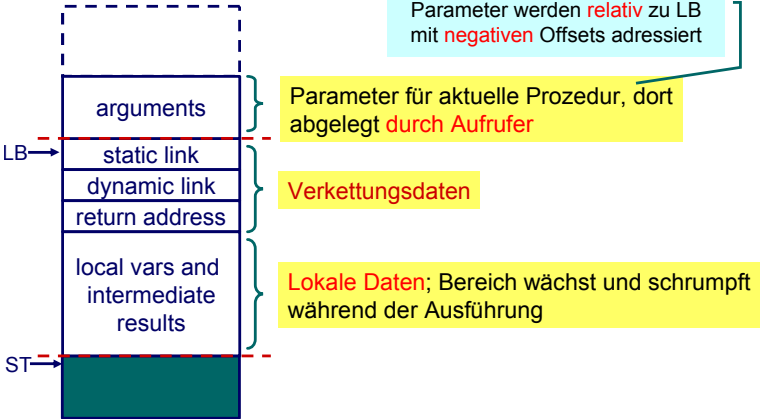 Parameter werden relativ zu LB
mit negativen Offsets adressiert
arguments
Parameter für aktuelle Prozedur, dort
abgelegt durch Aufrufer
LB
static link
dynamic link
return address
Verkettungsdaten
local vars and
intermediate
results
Lokale Daten; Bereich wächst und schrumpft
während der Ausführung
ST